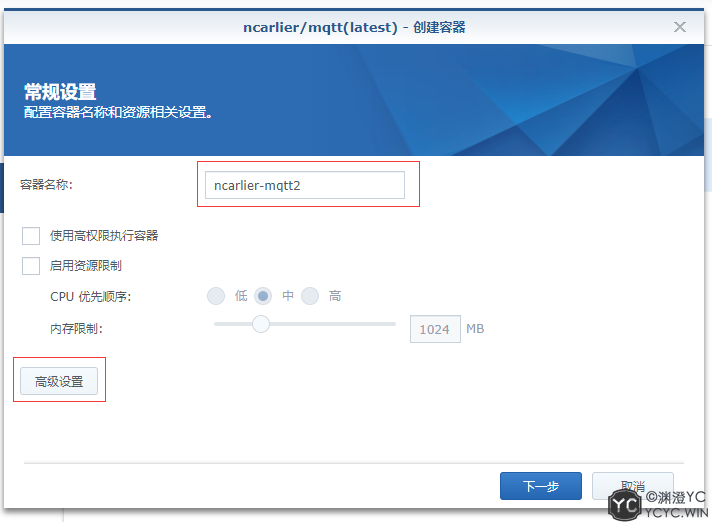 ncarlier/mqtt(latest) - 创建容器
常规设置
配置容器名称和资源相关设置。
容器名称:
ncarlier-mqtt2
使用高权限执行容器
启用资源限制
CPU 优先顺序:
低
中
高
内存限制:
1024
MB
高级设置
下一步
取消
YC
©渊澄YC
YCYC.WIN